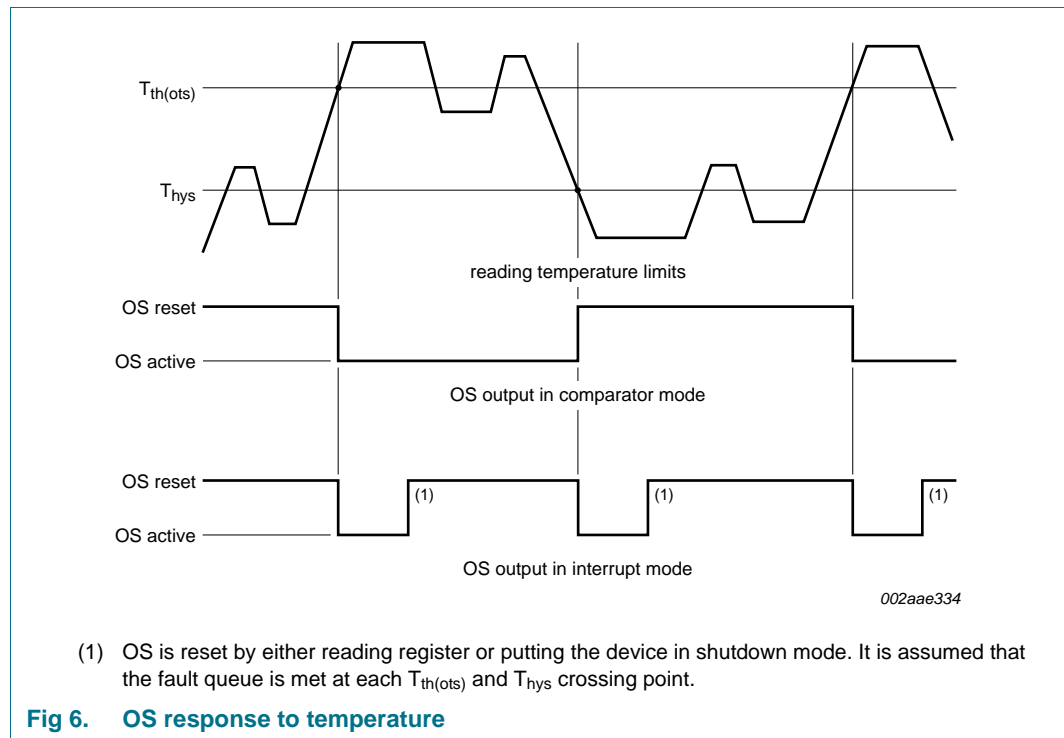 Tth(ots)
Thys
reading temperature limits
OS reset
OS active
OS output in comparator mode
OS reset
(1) (1) (1)
OS active
OS output in interrupt mode
002aae334
(1) OS is reset by either reading register or putting the device in shutdown mode. It is assumed that
the fault queue is met at each Tth(ots) and Thys crossing point.
Fig 6. OS response to temperature